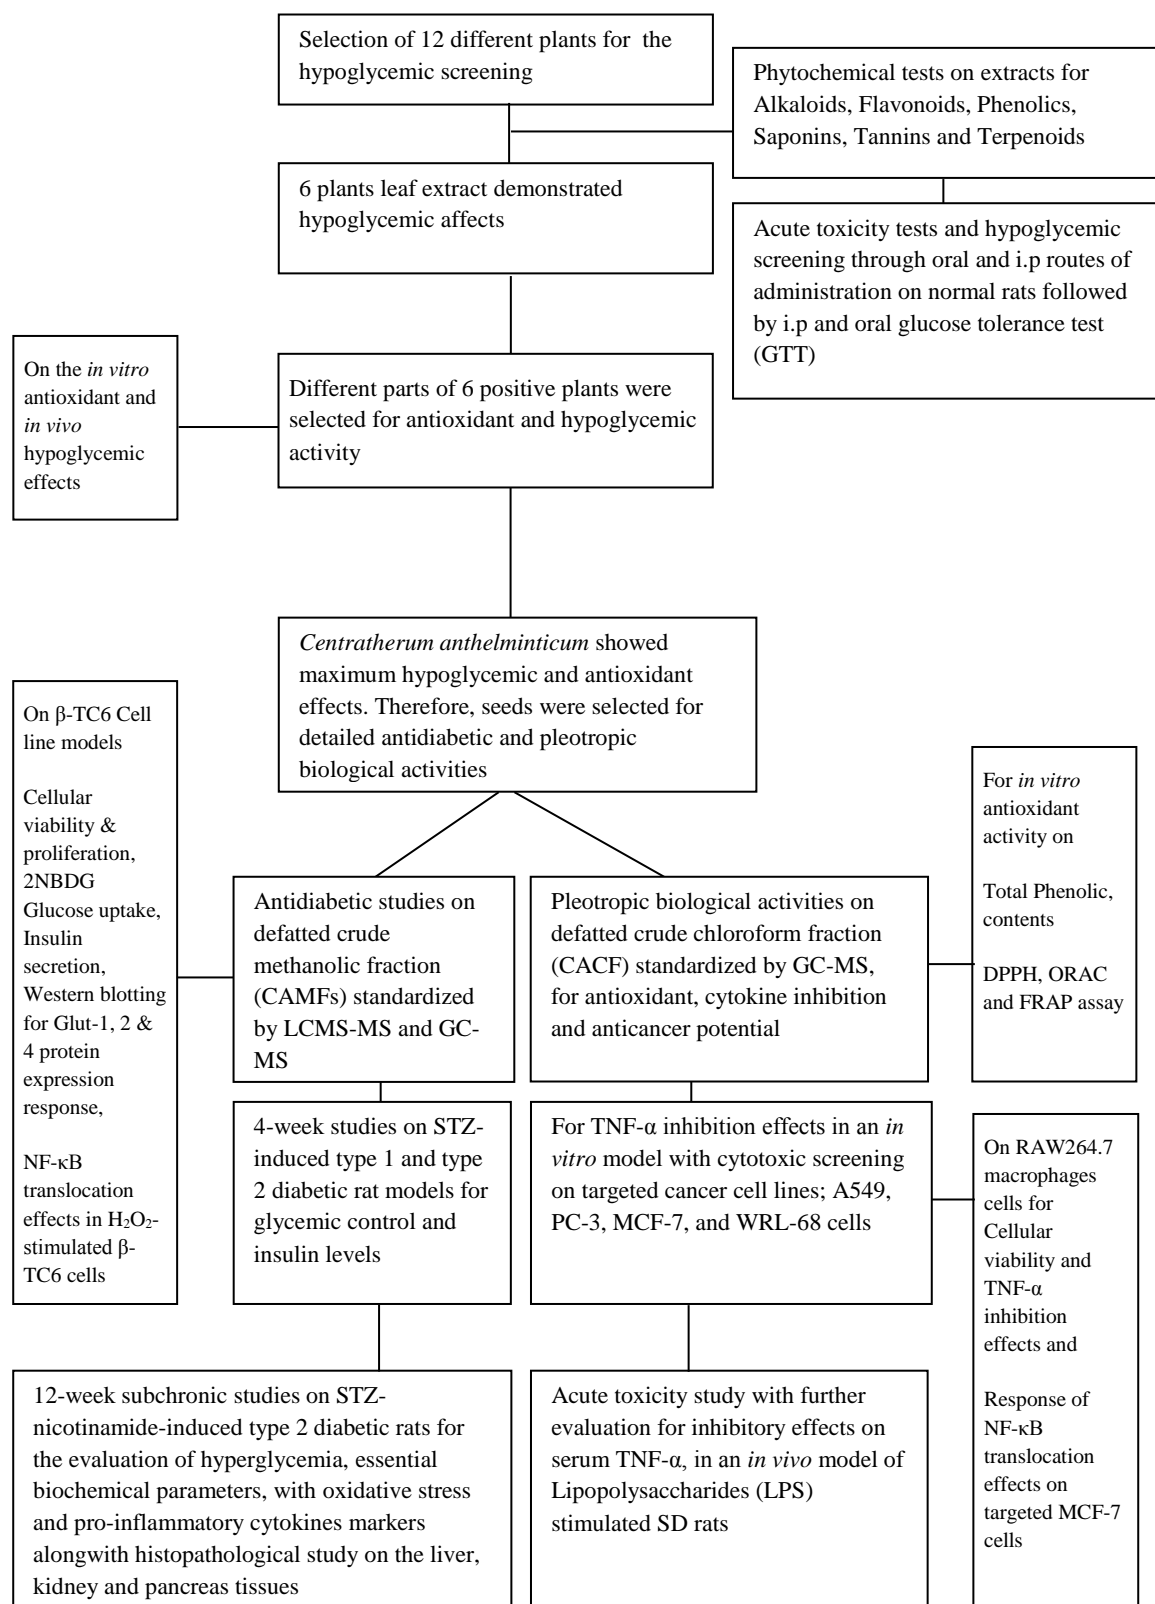 Selection of 12 different plants for  the
hypoglycemic screening
Phytochemical tests on extracts for
Alkaloids, Flavonoids, Phenolics,
Saponins, Tannins and Terpenoids
6 plants leaf extract demonstrated
hypoglycemic affects
Acute toxicity tests and hypoglycemic
screening through oral and i.p routes of
administration on normal rats followed
by i.p and oral glucose tolerance test
(GTT)
On the in vitro
antioxidant and
in vivo
hypoglycemic
effects
Different parts of 6 positive plants were
selected for antioxidant and hypoglycemic
activity
Centratherum anthelminticum showed
maximum hypoglycemic and antioxidant
effects. Therefore, seeds were selected for
detailed antidiabetic and pleotropic
biological activities
On β-TC6 Cell
line models
Cellular
viability &
proliferation,
2NBDG
Glucose uptake,
Insulin
secretion,
Western blotting
for Glut-1, 2 &
4 protein
expression
response,
NF-κB
translocation
effects in H₂O₂-
stimulated β-
TC6 cells
For in vitro
antioxidant
activity on
Total Phenolic,
contents
DPPH, ORAC
and FRAP assay
Antidiabetic studies on
defatted crude
methanolic fraction
(CAMFs) standardized
by LCMS-MS and GC-
MS
Pleotropic biological activities on
defatted crude chloroform fraction
(CACF) standardized by GC-MS,
for antioxidant, cytokine inhibition
and anticancer potential
4-week studies on STZ-
induced type 1 and type
2 diabetic rat models for
glycemic control and
insulin levels
For TNF-α inhibition effects in an in
vitro model with cytotoxic screening
on targeted cancer cell lines; A549,
PC-3, MCF-7, and WRL-68 cells
On RAW264.7
macrophages
cells for
Cellular
viability and
TNF-α
inhibition
effects and
Response of
NF-κB
translocation
effects on
targeted MCF-7
cells
12-week subchronic studies on STZ-
nicotinamide-induced type 2 diabetic rats for
the evaluation of hyperglycemia, essential
biochemical parameters, with oxidative stress
and pro-inflammatory cytokines markers
alongwith histopathological study on the liver,
kidney and pancreas tissues
Acute toxicity study with further
evaluation for inhibitory effects on
serum TNF-α, in an in vivo model of
Lipopolysaccharides (LPS)
stimulated SD rats